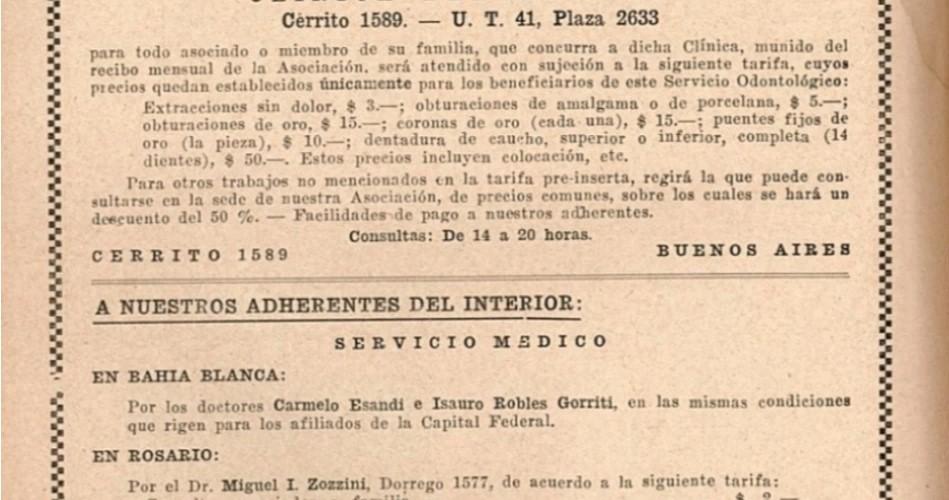 Cerrito 1589. — U. T. 41, Plaza 2633
para todo asociado o miembro de su familia, que concurra a dicha Clínica, munido del
recibo mensual de la Asociación. será atendido con sujeción a la siguiente tarifa, cuyos
precios quedan establecidos únicamente para los beneficiarios de este Servicio Odontológico:
Extracciones sin dolor, $ 3.—; obturaciones de amalgama o de porcelana, $ 5.—;
obturaciones de oro, $ 15.—; coronas de oro (cada una), $ 15.—; puentes fijos de
oro (la pieza), $ 10.—; dentadura de caucho, superior o inferior, completa (14
dientes), $ 50.—. Estos precios incluyen colocación, etc.
Para otros trabajos no mencionados en la tarifa pre-inserta, regirá la que puede con-
sultarse en la sede de nuestra Asociación, de precios comunes, sobre los cuales se hará un
descuento del 50 %. — Facilidades de pago a nuestros adherentes.
Consultas: De 14 a 20 horas.
CERRITO 1589 BUENOS AIRES
A NUESTROS ADHERENTES DEL INTERIOR:
SERVICIO MEDICO
EN BAHIA BLANCA:
Por los doctores Carmelo Esandi e Isauro Robles Gorriti, en las mismas condiciones
que rigen para los afiliados de la Capital Federal.
EN ROSARIO:
Por el Dr. Miguel I. Zozzini, Dorrego 1577, de acuerdo a la siguiente tarifa: